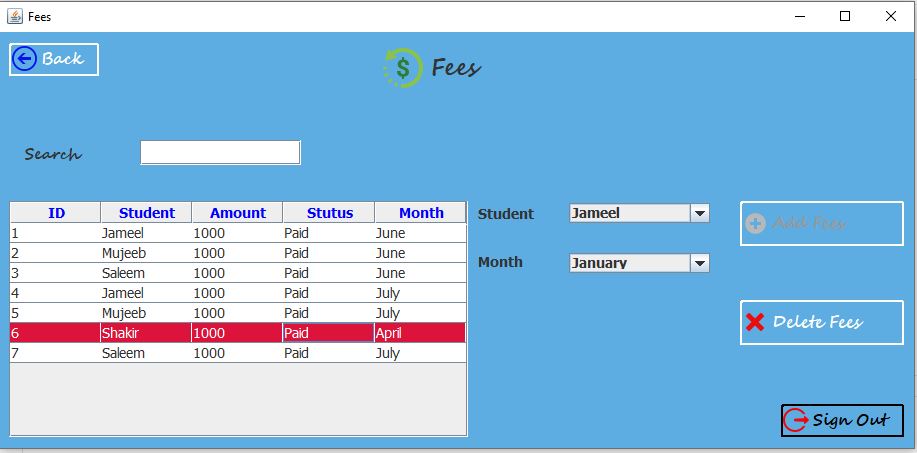 Fees
Back
Fees
Search
ID Student Amount Stutus Month
1 Jameel 1000 Paid June
2 Mujeeb 1000 Paid June
3 Saleem 1000 Paid June
4 Jameel 1000 Paid July
5 Mujeeb 1000 Paid July
6 Shakir 1000 Paid April
7 Saleem 1000 Paid July
Student Jameel
Month January
Add Fees
Delete Fees
Sign Out